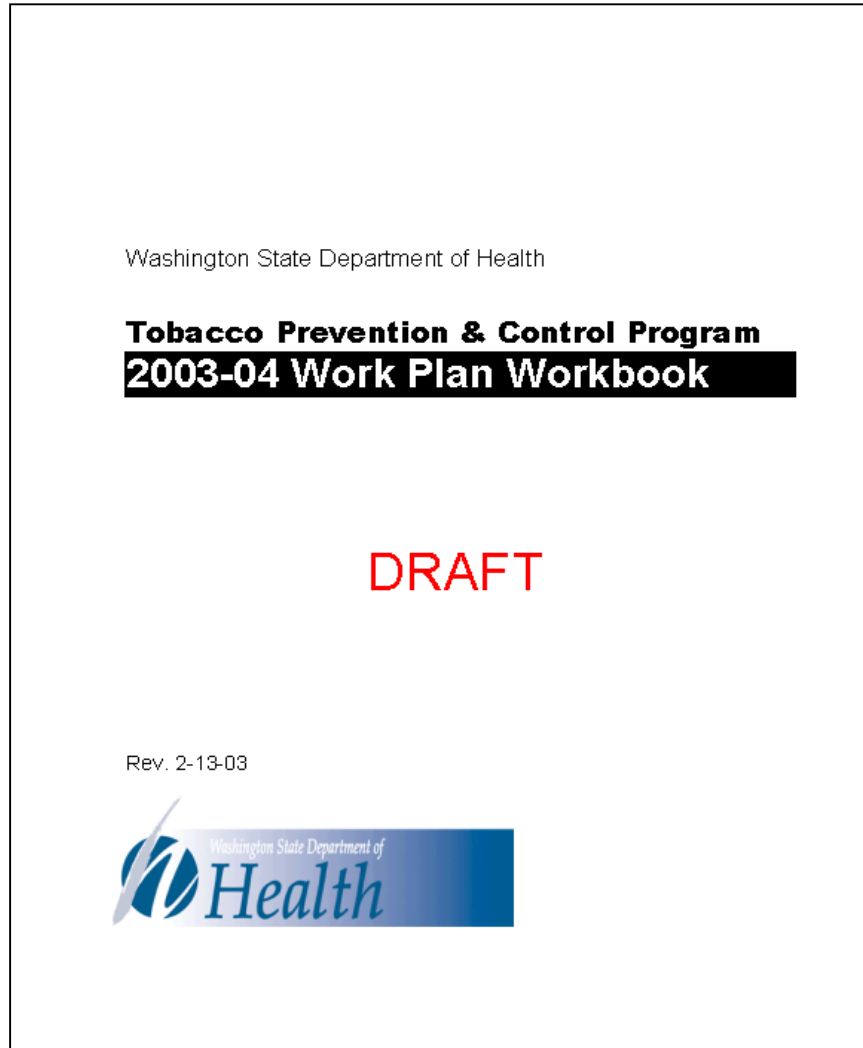 Washington State Department of Health
Tobacco Prevention & Control Program
2003-04 Work Plan Workbook
DRAFT
Rev. 2-13-03
Washington State Department of
Health